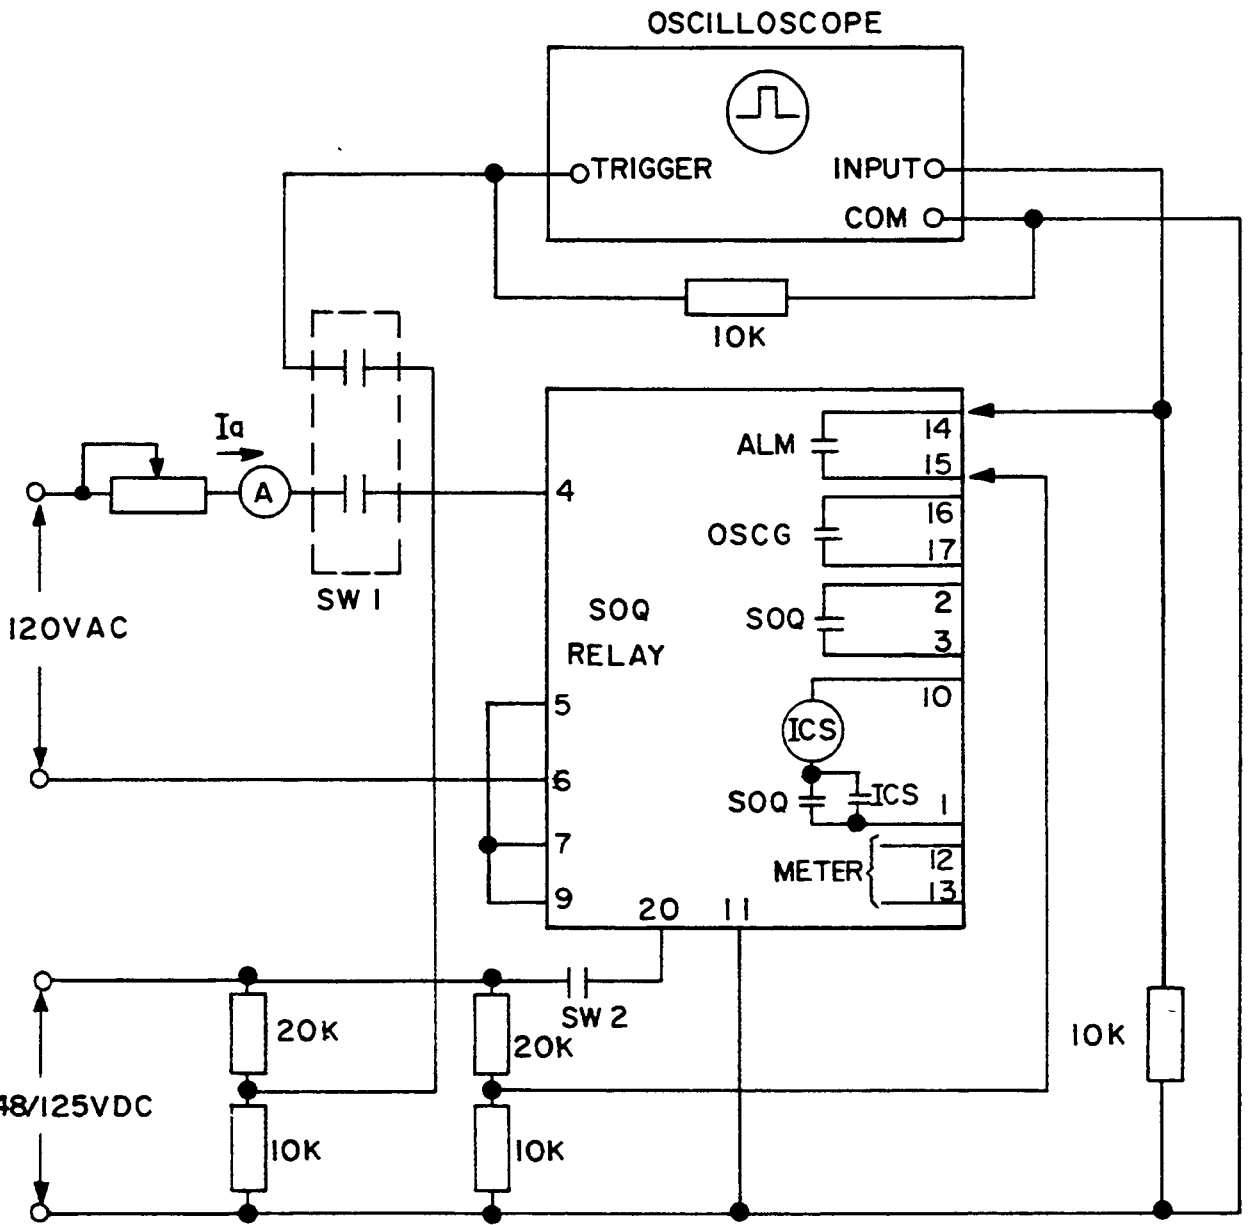 OSCILLOSCOPE
TRIGGER
INPUT
COM
10K
Ia
A
SW 1
120VAC
4
5
6
7
9
SOQ
RELAY
ALM
14
15
OSCG
16
17
SOQ
2
3
10
ICS
SOQ
ICS
1
METER
12
13
20
11
SW 2
20K
20K
10K
48/125VDC
10K
10K